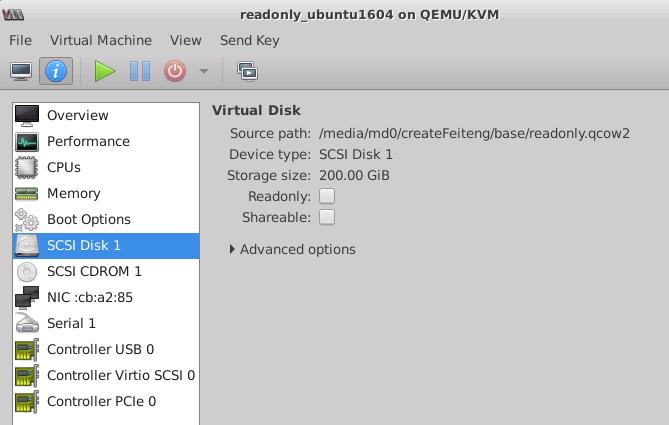 readonly_ubuntu1604 on QEMU/KVM
File Virtual Machine View Send Key
Overview
Performance
CPUs
Memory
Boot Options
SCSI Disk 1
SCSI CDROM 1
NIC :cb:a2:85
Serial 1
Controller USB 0
Controller Virtio SCSI 0
Controller PCIe 0
Virtual Disk
Source path: /media/md0/createFeiteng/base/readonly.qcow2
Device type: SCSI Disk 1
Storage size: 200.00 GiB
Readonly:
Shareable:
Advanced options